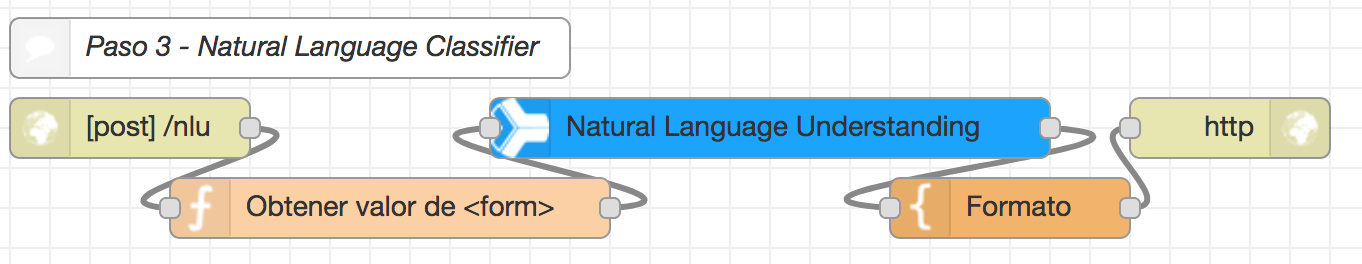 Paso 3 - Natural Language Classifier
[post] /nlu
Natural Language Understanding
http
Obtener valor de <form>
Formato